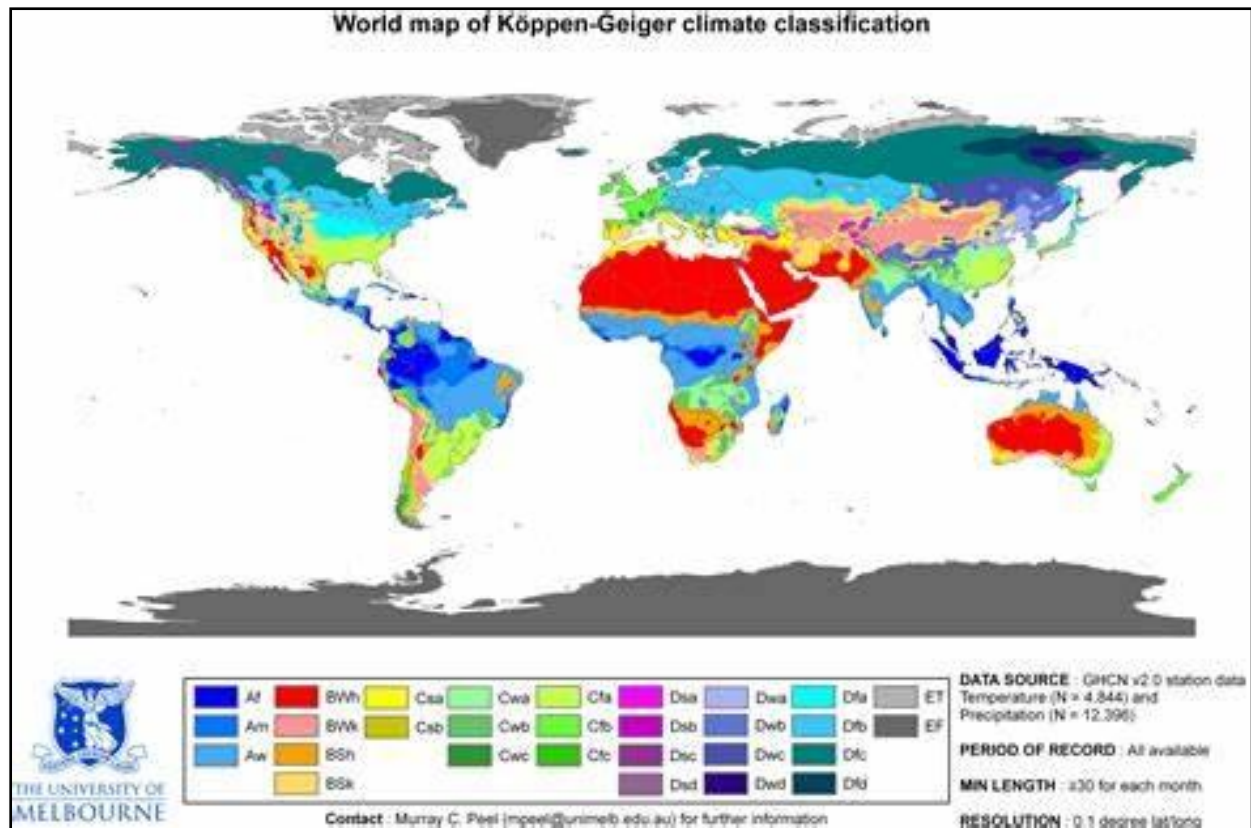 World map of Köppen-Geiger climate classification
THE UNIVERSITY OF
MELBOURNE
Af
Am
Aw
BWh
BWk
BSh
BSk
Csa
Csb
Cwa
Cwb
Cwc
Cfa
Cfb
Cfc
Dsa
Dsb
Dsc
Dsd
Dwa
Dwb
Dwc
Dwd
Dfa
Dfb
Dfc
Dfd
ET
EF
DATA SOURCE : GHCN v2.0 station data
Temperature (N = 4,844) and
Precipitation (N = 12,396)
PERIOD OF RECORD : All available
MIN LENGTH : ≥30 for each month.
RESOLUTION : 0.1 degree lat/long
Contact : Murray C. Peel (mpeel@unimelb.edu.au) for further information